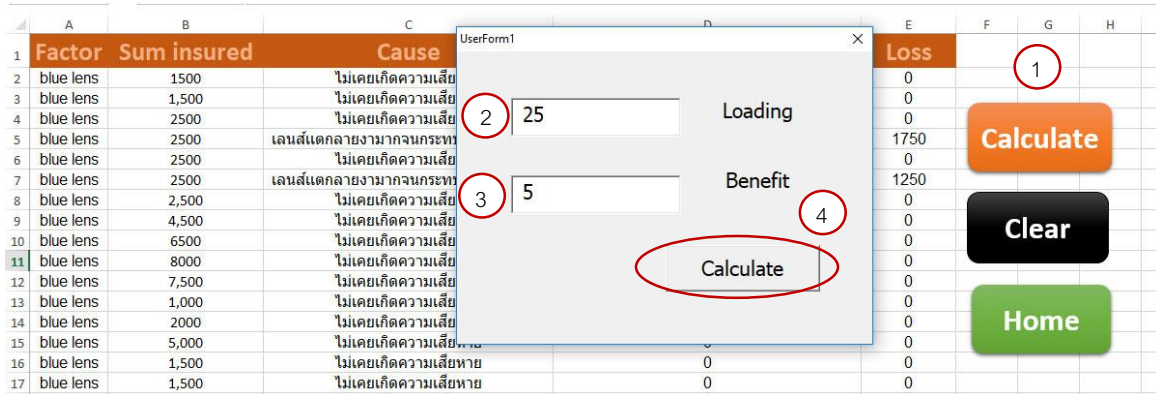 A B C D E F G H
UserForm1
1 Factor Sum insured Cause Loss
1
2 blue lens 1500 ไม่เคยเกิดความเสีย 0
3 blue lens 1,500 ไม่เคยเกิดความเสีย 0
4 blue lens 2500 ไม่เคยเกิดความเสีย 0
2 25 Loading
Calculate
5 blue lens 2500 เลนส์แตกลายงามากจนกระทบ 1750
6 blue lens 2500 ไม่เคยเกิดความเสีย 0
7 blue lens 2500 เลนส์แตกลายงามากจนกระทบ 1250
3 5 Benefit
4
8 blue lens 2,500 ไม่เคยเกิดความเสีย 0
9 blue lens 4,500 ไม่เคยเกิดความเสีย 0
Clear
10 blue lens 6500 ไม่เคยเกิดความเสีย 0
11 blue lens 8000 ไม่เคยเกิดความเสีย 0
Calculate
12 blue lens 7,500 ไม่เคยเกิดความเสีย 0
13 blue lens 1,000 ไม่เคยเกิดความเสีย 0
14 blue lens 2000 ไม่เคยเกิดความเสีย 0
Home
15 blue lens 5,000 ไม่เคยเกิดความเสียหาย 0 0
16 blue lens 1,500 ไม่เคยเกิดความเสียหาย 0 0
17 blue lens 1,500 ไม่เคยเกิดความเสียหาย 0 0